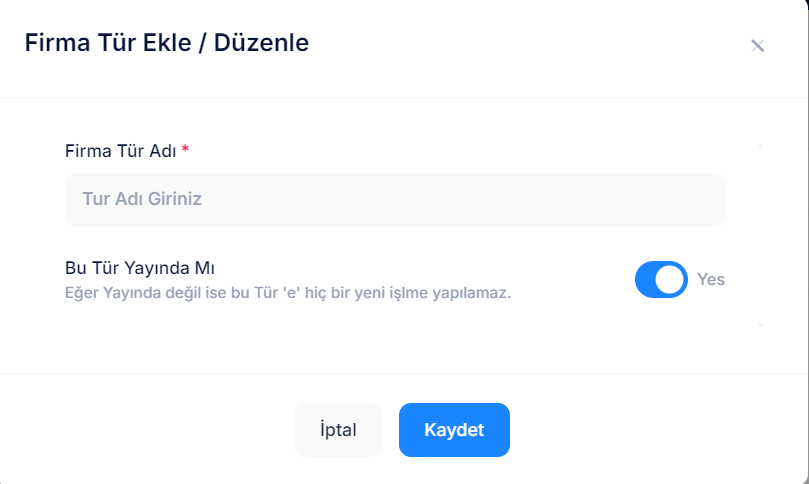 Firma Tür Ekle / Düzenle
Firma Tür Adı *
Tur Adı Giriniz
Bu Tür Yayında Mı
Eğer Yayında değil ise bu Tür 'e' hiç bir yeni işlme yapılamaz.
Yes
İptal
Kaydet